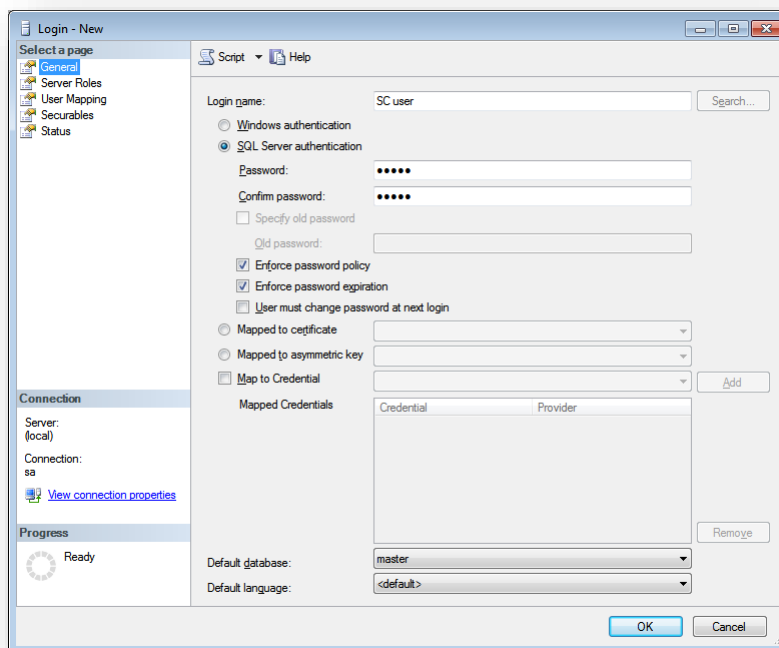 Login - New
Select a page
General
Server Roles
User Mapping
Securables
Status
Connection
Server:
(local)
Connection:
sa
View connection properties
Progress
Ready
Script
Help
Login name:
SC user
Search...
Windows authentication
SQL Server authentication
Password:
●●●●●
Confirm password:
●●●●●
Specify old password
Old password:
Enforce password policy
Enforce password expiration
User must change password at next login
Mapped to certificate
Mapped to asymmetric key
Map to Credential
Add
Mapped Credentials
Credential Provider
Remove
Default database:
master
Default language:
<default>
OK
Cancel